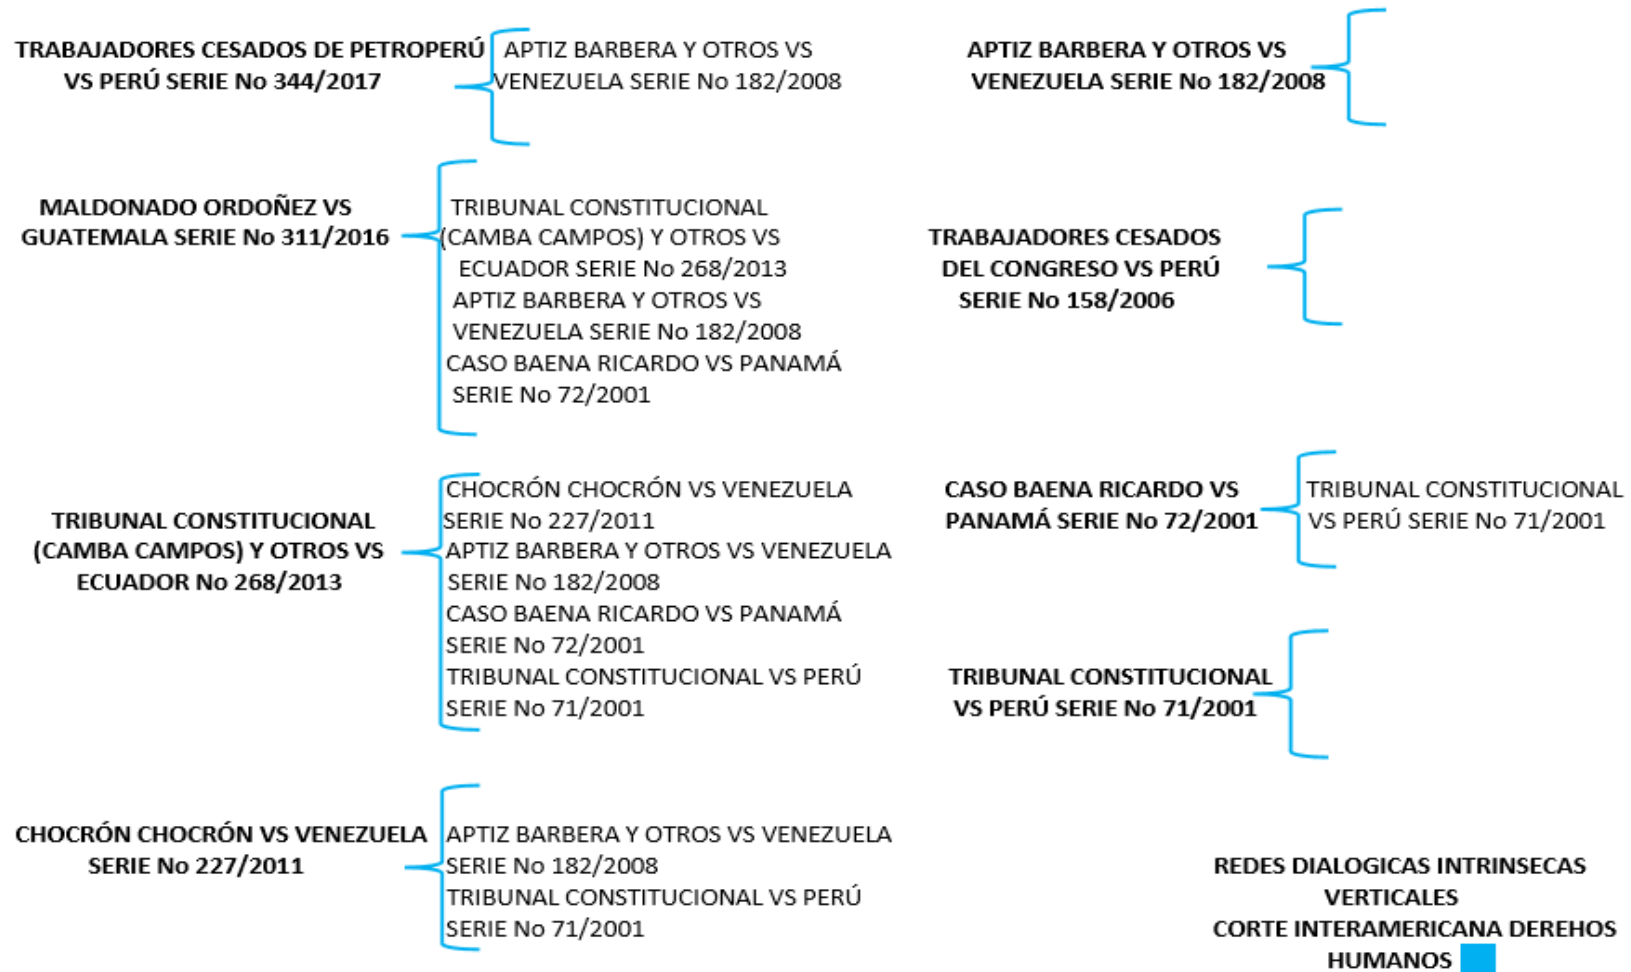 TRABAJADORES CESADOS DE PETROPERÚ
VS PERÚ SERIE No 344/2017
APTIZ BARBERA Y OTROS VS
VENEZUELA SERIE No 182/2008
MALDONADO ORDOÑEZ VS
GUATEMALA SERIE No 311/2016
TRIBUNAL CONSTITUCIONAL
(CAMBA CAMPOS) Y OTROS VS
ECUADOR SERIE No 268/2013
APTIZ BARBERA Y OTROS VS
VENEZUELA SERIE No 182/2008
CASO BAENA RICARDO VS PANAMÁ
SERIE No 72/2001
TRIBUNAL CONSTITUCIONAL
(CAMBA CAMPOS) Y OTROS VS
ECUADOR No 268/2013
CHOCRÓN CHOCRÓN VS VENEZUELA
SERIE No 227/2011
APTIZ BARBERA Y OTROS VS VENEZUELA
SERIE No 182/2008
CASO BAENA RICARDO VS PANAMÁ
SERIE No 72/2001
TRIBUNAL CONSTITUCIONAL VS PERÚ
SERIE No 71/2001
CHOCRÓN CHOCRÓN VS VENEZUELA
SERIE No 227/2011
APTIZ BARBERA Y OTROS VS VENEZUELA
SERIE No 182/2008
TRIBUNAL CONSTITUCIONAL VS PERÚ
SERIE No 71/2001
APTIZ BARBERA Y OTROS VS
VENEZUELA SERIE No 182/2008
TRABAJADORES CESADOS
DEL CONGRESO VS PERÚ
SERIE No 158/2006
CASO BAENA RICARDO VS
PANAMÁ SERIE No 72/2001
TRIBUNAL CONSTITUCIONAL
VS PERÚ SERIE No 71/2001
TRIBUNAL CONSTITUCIONAL
VS PERÚ SERIE No 71/2001
REDES DIALOGICAS INTRINSECAS
VERTICALES
CORTE INTERAMERICANA DEREHOS
HUMANOS